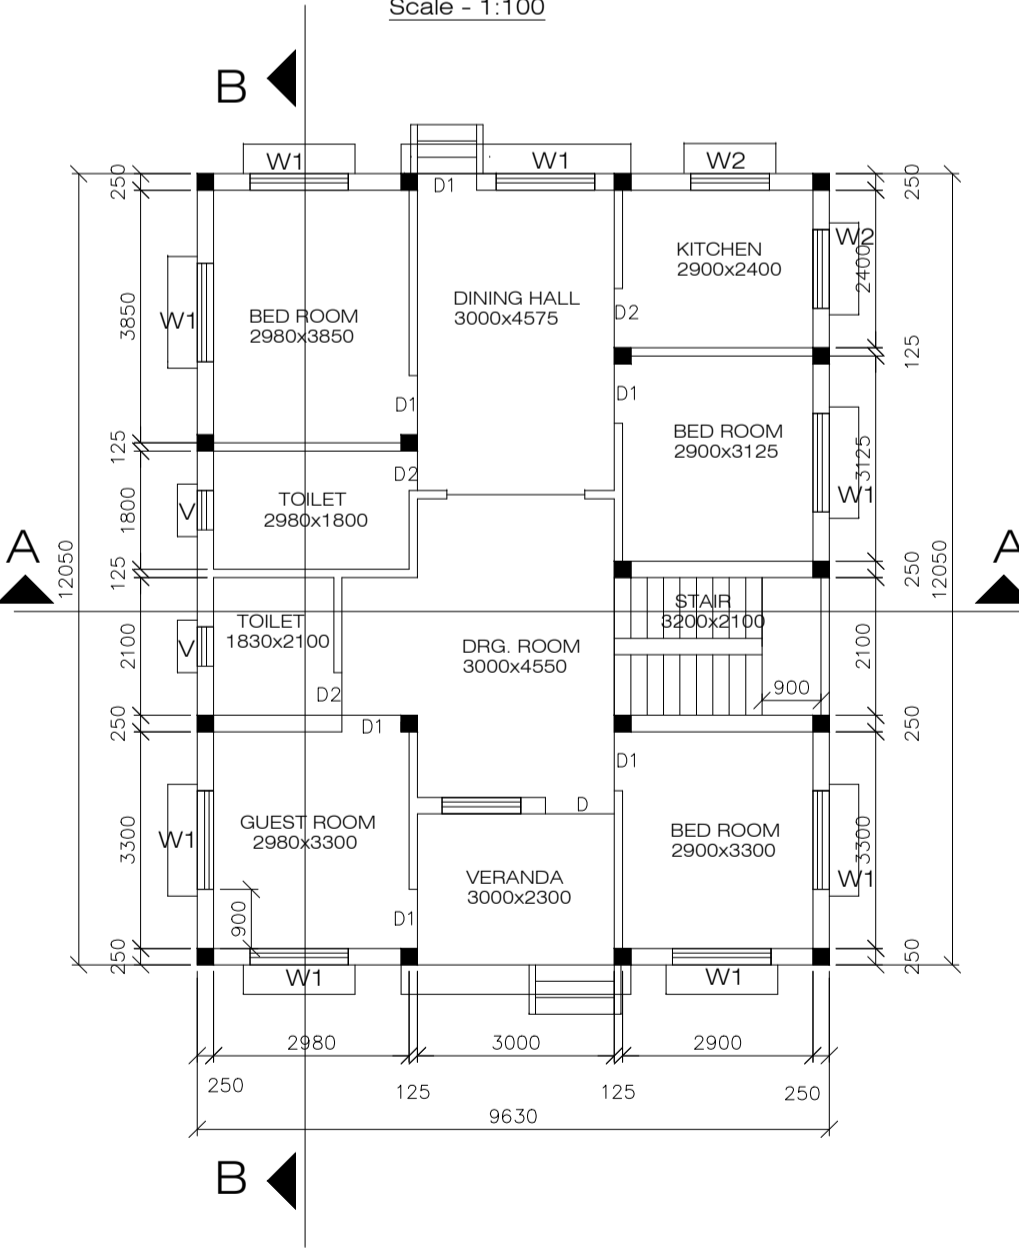 Scale - 1:100
B
W1
W1
W2
D1
250
250
KITCHEN
2900x2400
W2
2400
DINING HALL
3000x4575
BED ROOM
2980x3850
W1
3850
D2
125
D1
D1
BED ROOM
2900x3125
3125
W1
125
D2
TOILET
2980x1800
1800
V
A
A
12050
12050
125
250
STAIR
3200x2100
TOILET
1830x2100
2100
V
DRG. ROOM
3000x4550
2100
900
D2
250
D1
250
D1
D
GUEST ROOM
2980x3300
W1
3300
BED ROOM
2900x3300
3300
W1
VERANDA
3000x2300
900
D1
250
250
W1
W1
2980
3000
2900
250
125
125
250
9630
B